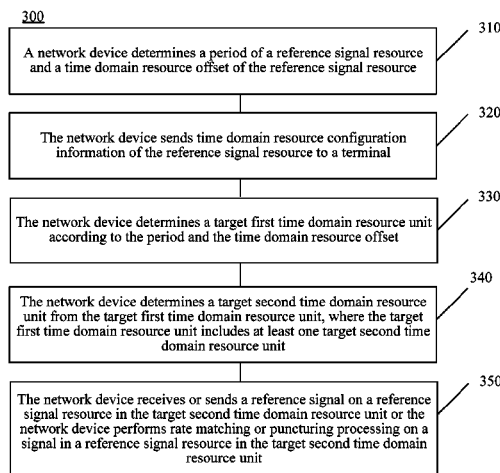 300
310
A network device determines a period of a reference signal resource
and a time domain resource offset of the reference signal resource
320
The network device sends time domain resource configuration
information of the reference signal resource to a terminal
330
The network device determines a target first time domain resource unit
according to the period and the time domain resource offset
340
The network device determines a target second time domain resource
unit from the target first time domain resource unit, where the target
first time domain resource unit includes at least one target second time
domain resource unit
350
The network device receives or sends a reference signal on a reference
signal resource in the target second time domain resource unit or the
network device performs rate matching or puncturing processing on
a signal in a reference signal resource in the target second time domain
resource unit